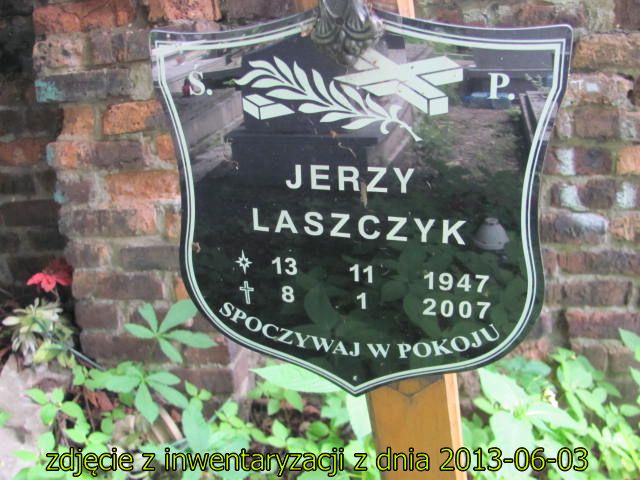 S. P.
JERZY
LASZCZYK
13 11 1947
8 1 2007
SPOCZYWAJ W POKOJU
zdjęcie z inwentaryzacji z dnia 2013-06-03